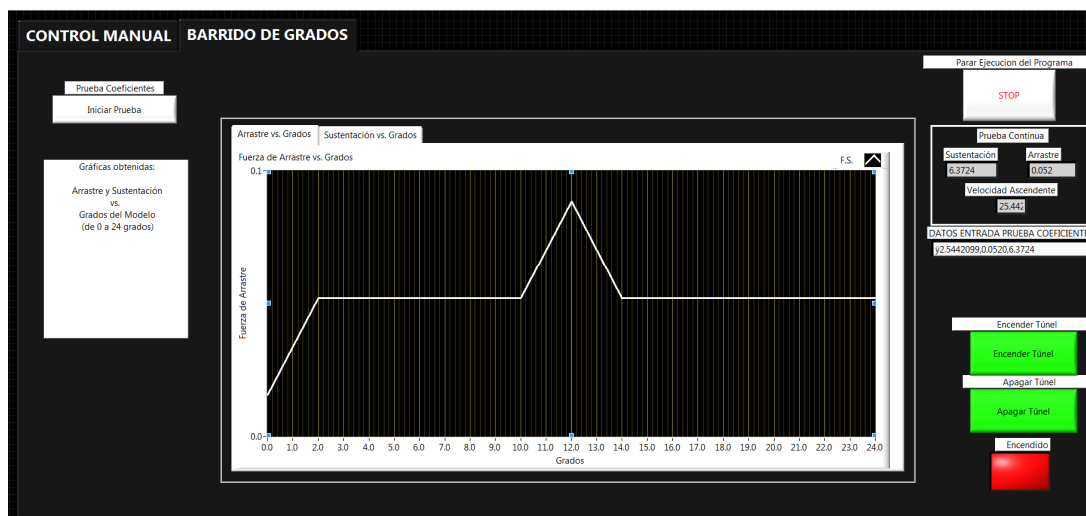 CONTROL MANUAL
BARRIDO DE GRADOS
Prueba Coeficientes
Iniciar Prueba
Gráficas obtenidas:
Arrastre y Sustentación
vs.
Grados del Modelo
(de 0 a 24 grados)
Arrastre vs. Grados
Sustentación vs. Grados
Fuerza de Arrastre vs. Grados
F.S.
0.1
Fuerza de Arrastre
0.0
0.0 1.0 2.0 3.0 4.0 5.0 6.0 7.0 8.0 9.0 10.0 11.0 12.0 13.0 14.0 15.0 16.0 17.0 18.0 19.0 20.0 21.0 22.0 23.0 24.0
Grados
Parar Ejecucion del Programa
STOP
Prueba Continua
Sustentación
Arrastre
6.3724
0.052
Velocidad Ascendente
25.442
DATOS ENTRADA PRUEBA COEFICIENTE
ÿ2.5442099,0.0520,6.3724
Encender Túnel
Encender Túnel
Apagar Túnel
Apagar Túnel
Encendido